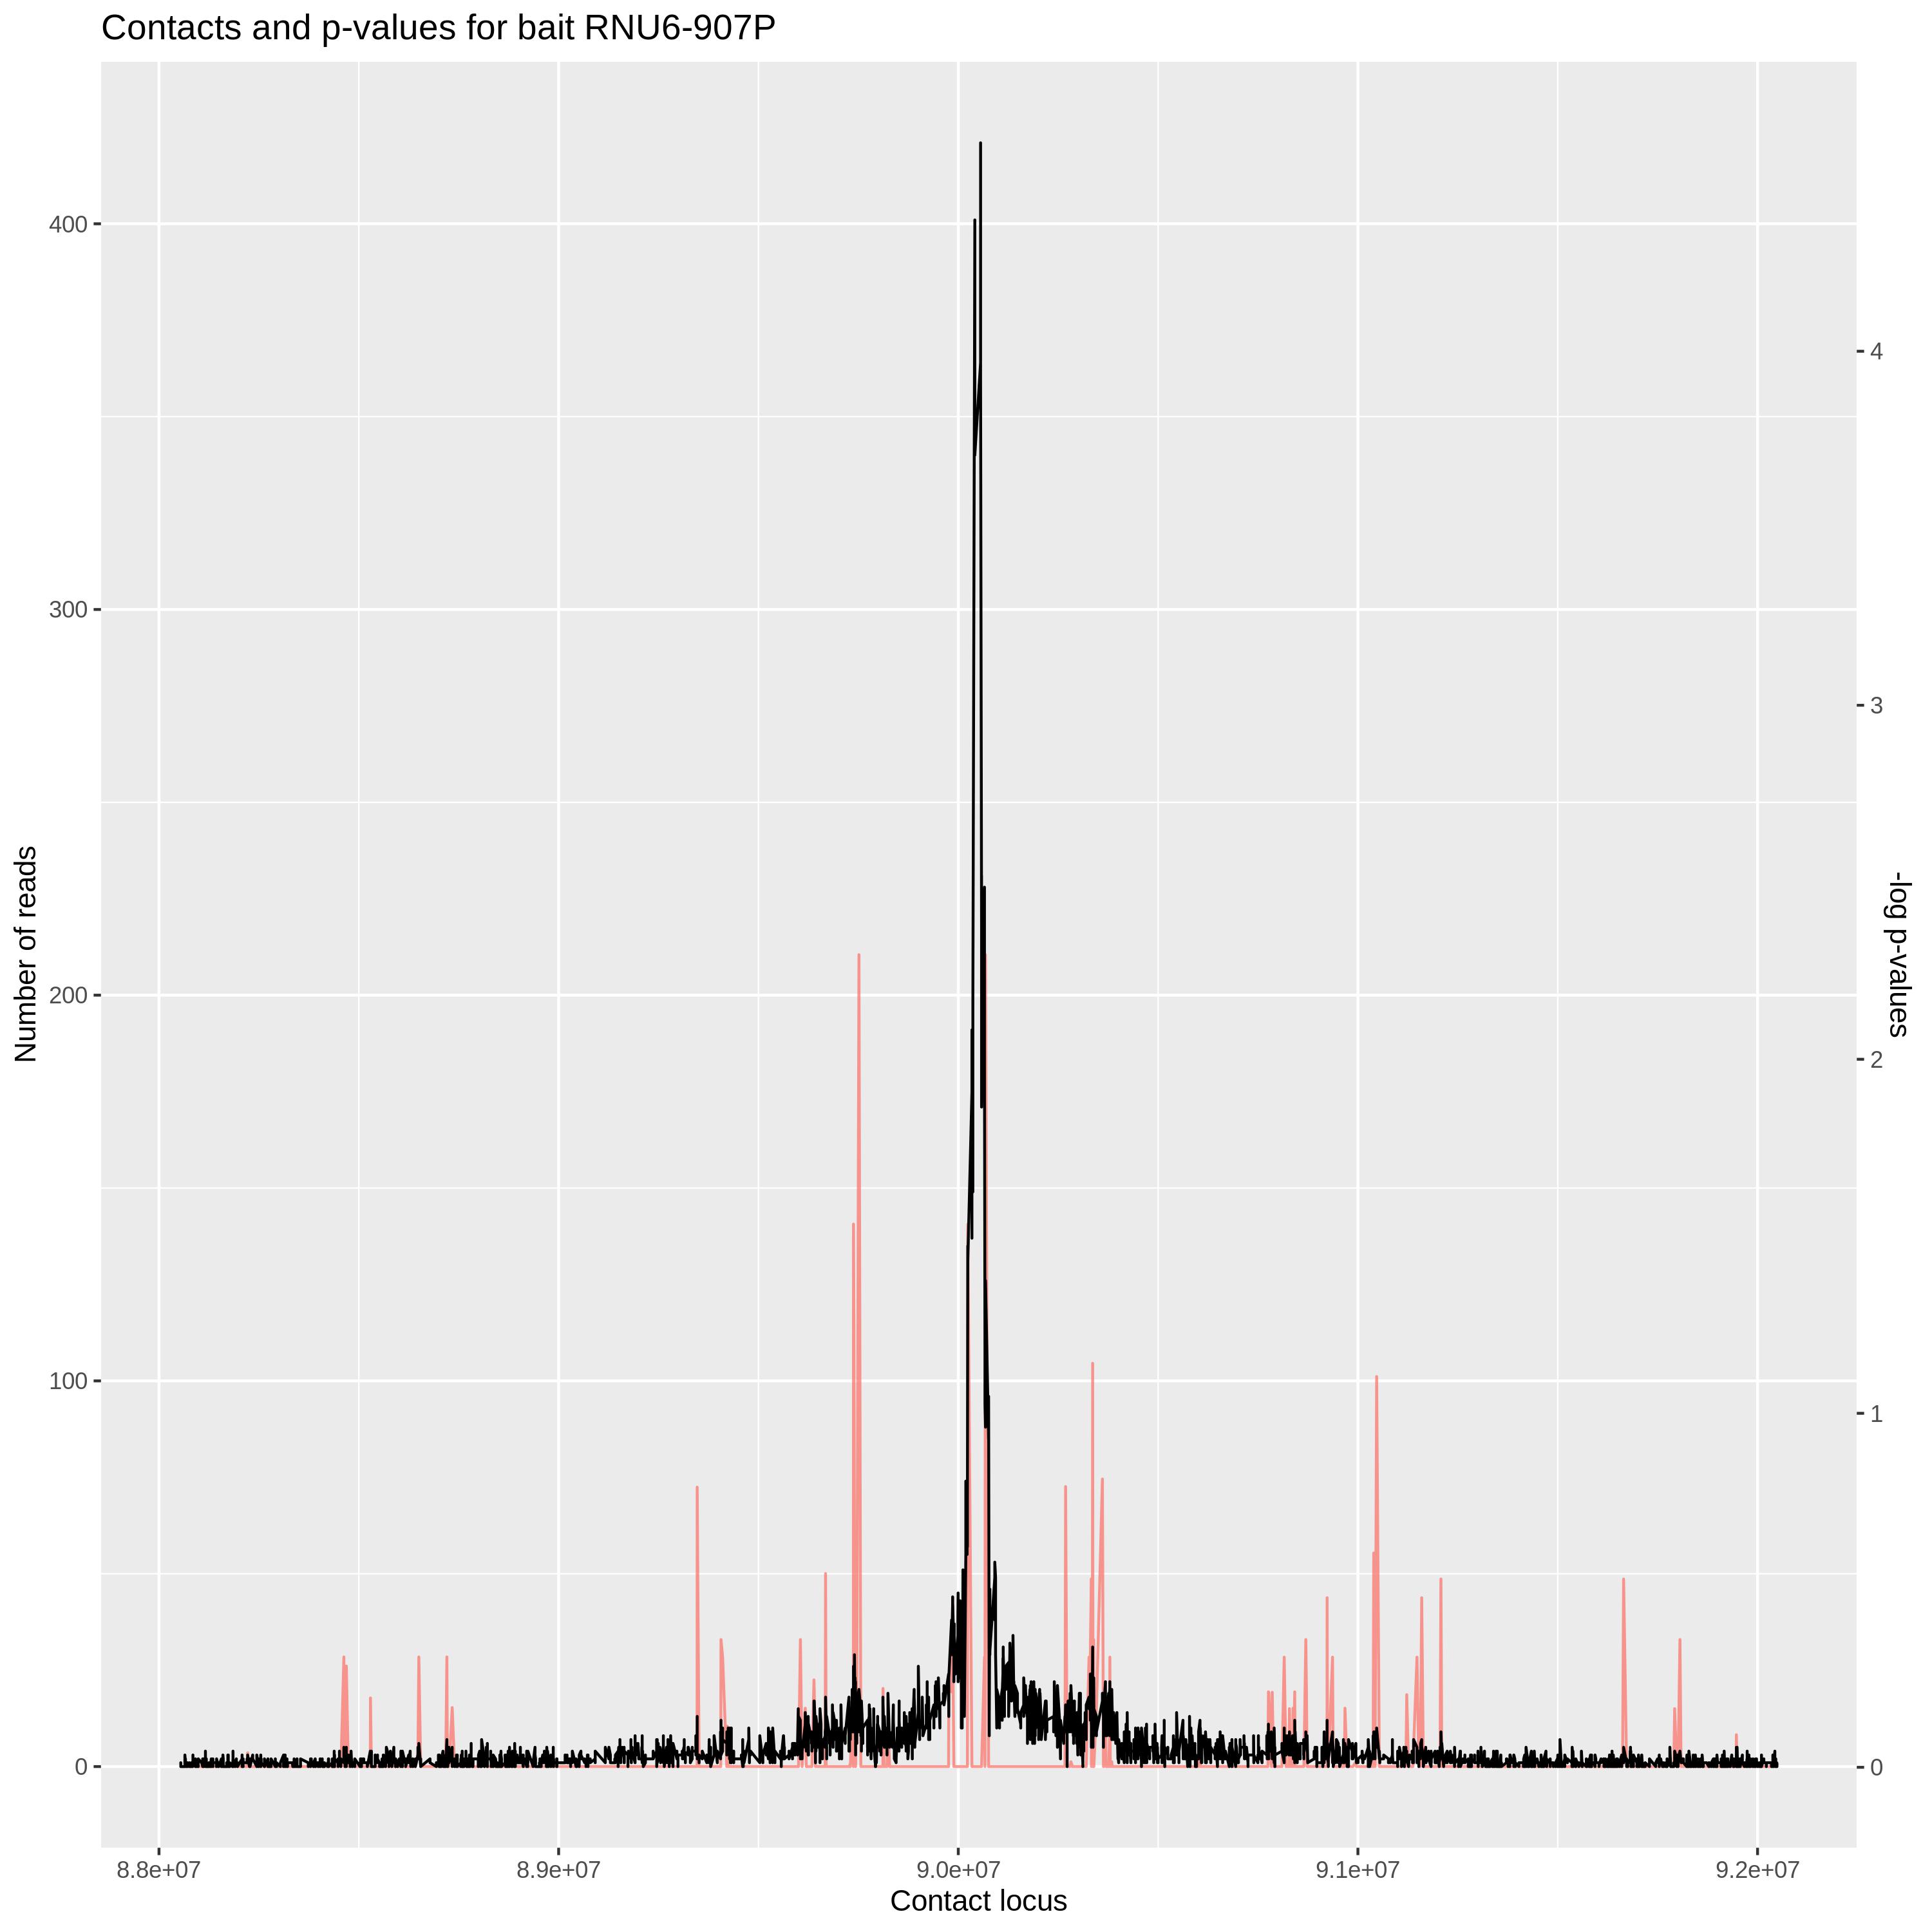 Contacts and p-values for bait RNU6-907P
400
300
200
100
0
Number of reads
4
3
2
1
0
-log p-values
8.8e+07
8.9e+07
9.0e+07
9.1e+07
9.2e+07
Contact locus